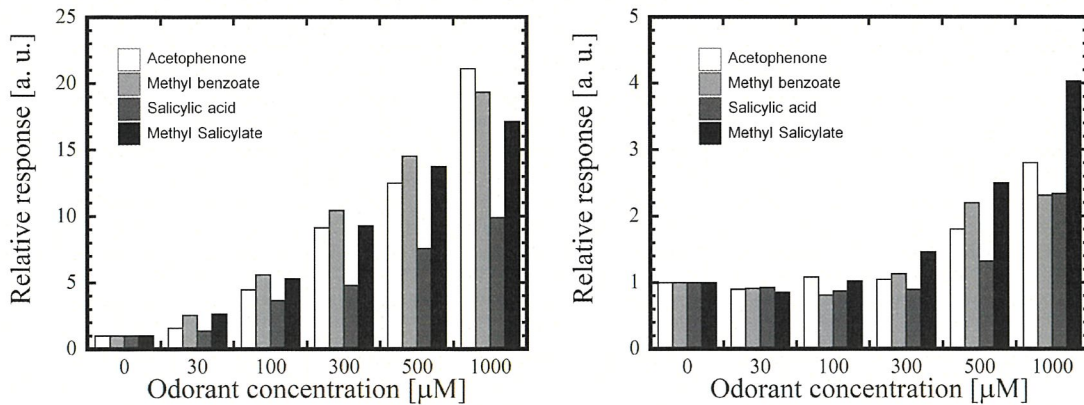 25
20
15
10
5
0
Relative response [a. u.]
Acetophenone
Methyl benzoate
Salicylic acid
Methyl Salicylate
0 30 100 300 500 1000
Odorant concentration [μM]
5
4
3
2
1
0
Relative response [a. u.]
Acetophenone
Methyl benzoate
Salicylic acid
Methyl Salicylate
0 30 100 300 500 1000
Odorant concentration [μM]